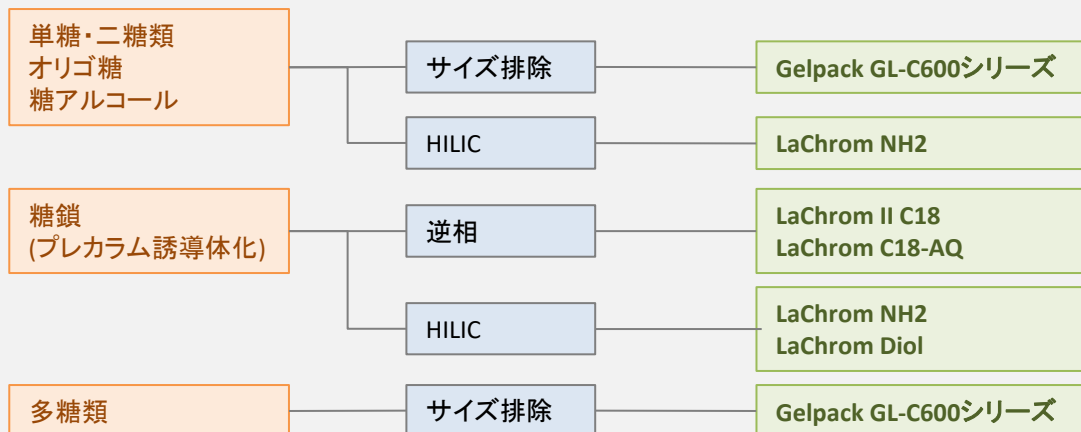 単糖・二糖類
オリゴ糖
糖アルコール
サイズ排除
Gelpack GL-C600シリーズ
HILIC
LaChrom NH2
糖鎖
(プレカラム誘導体化)
逆相
LaChrom II C18
LaChrom C18-AQ
HILIC
LaChrom NH2
LaChrom Diol
多糖類
サイズ排除
Gelpack GL-C600シリーズ